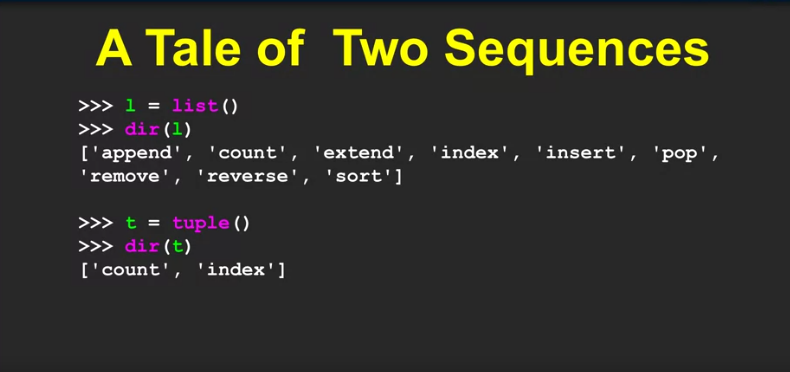 A Tale of Two Sequences
>>> l = list()
>>> dir(l)
['append', 'count', 'extend', 'index', 'insert', 'pop',
'remove', 'reverse', 'sort']
>>> t = tuple()
>>> dir(t)
['count', 'index']